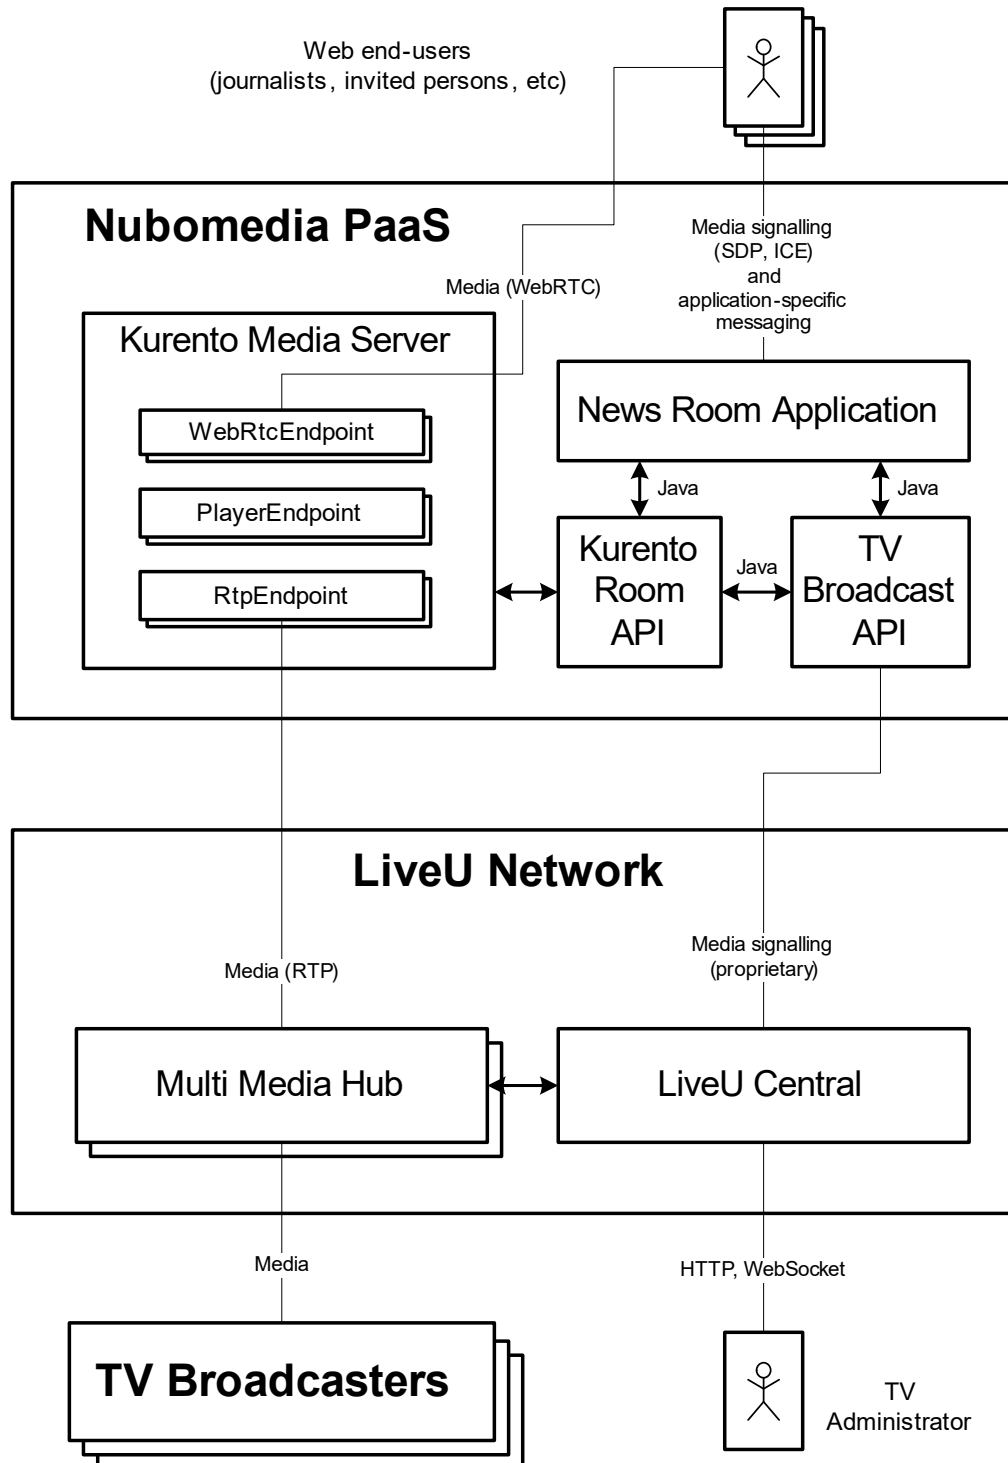 Web end-users
(journalists, invited persons, etc)
Nubomedia PaaS
Media signalling
(SDP, ICE)
and
application-specific
messaging
Media (WebRTC)
Kurento Media Server
WebRtcEndpoint
PlayerEndpoint
RtpEndpoint
News Room Application
Java
Java
Kurento
Room
API
Java
TV
Broadcast
API
LiveU Network
Media (RTP)
Media signalling
(proprietary)
Multi Media Hub
LiveU Central
Media
HTTP, WebSocket
TV Broadcasters
TV
Administrator